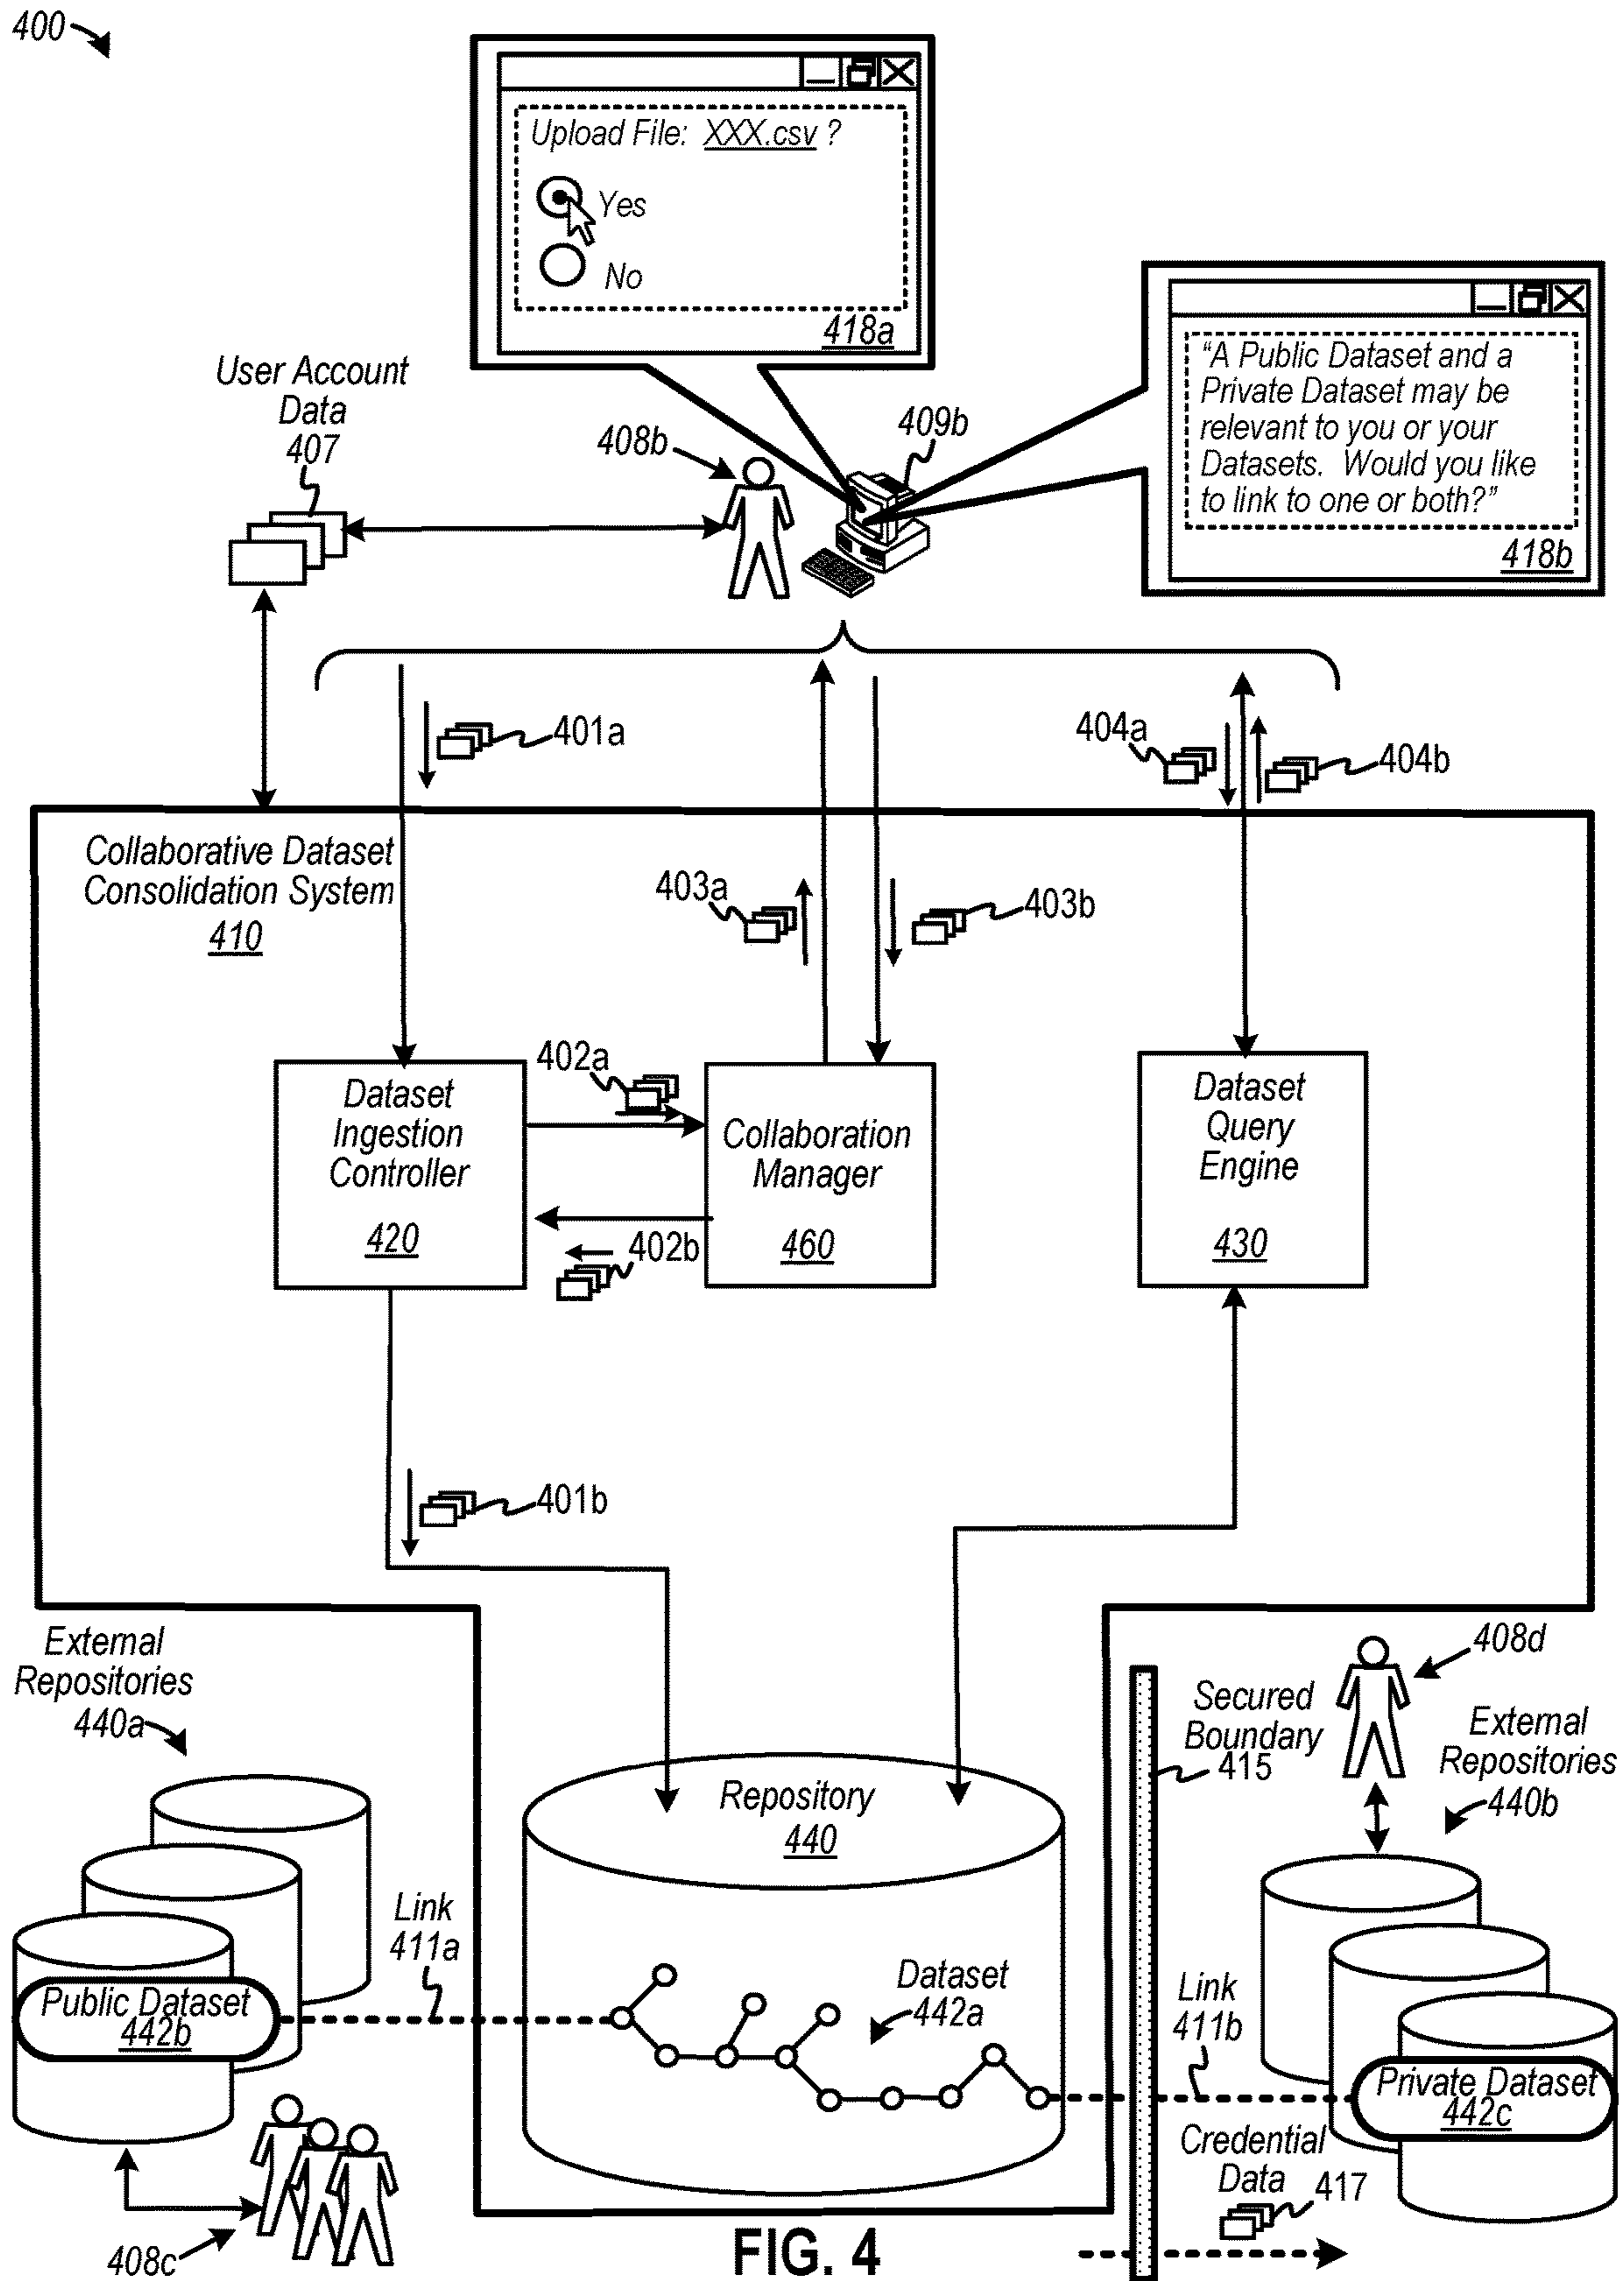 400
Upload File: XXX.csv ?
Yes
No
418a
"A Public Dataset and a
Private Dataset may be
relevant to you or your
Datasets. Would you like
to link to one or both?"
418b
User Account
Data
407
408b
409b
401a
404a
404b
Collaborative Dataset
Consolidation System
410
403a
403b
402a
Dataset
Ingestion
Controller
420
Collaboration
Manager
460
Dataset
Query
Engine
430
402b
401b
External
Repositories
440a
408d
Secured
Boundary
415
External
Repositories
440b
Repository
440
Link
411a
Dataset
442a
Link
411b
Public Dataset
442b
Private Dataset
442c
Credential
Data
417
408c
FIG. 4